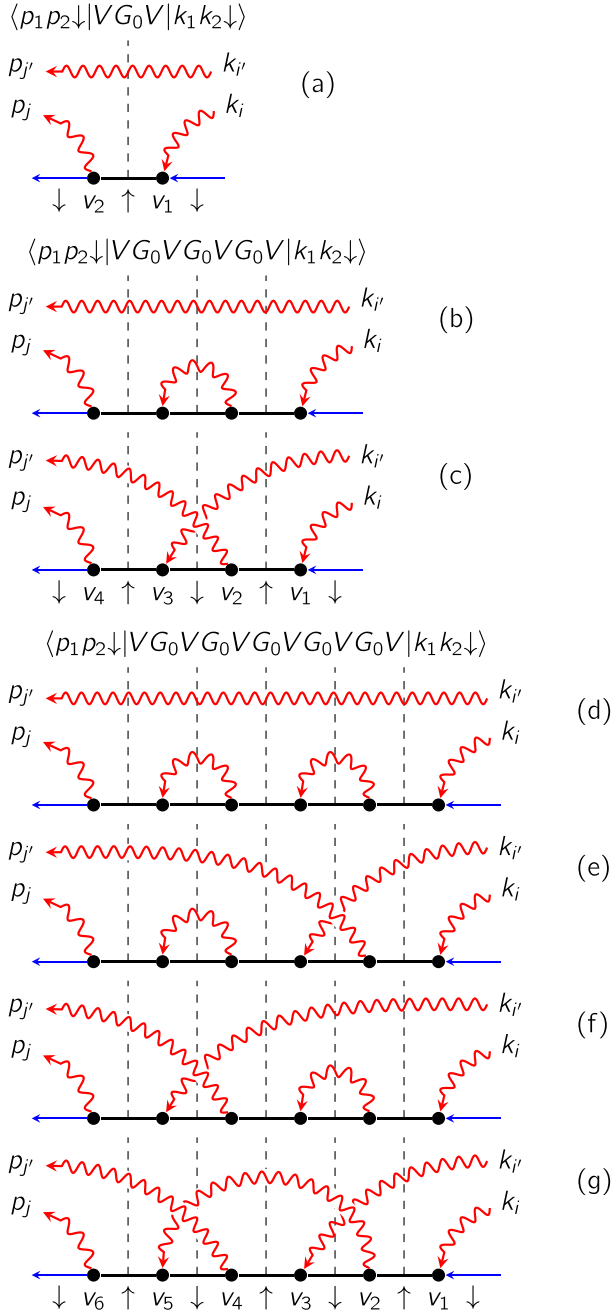 ⟨p₁p₂↓|VG₀V|k₁k₂↓⟩
pⱼ′ kᵢ′ (a)
pⱼ kᵢ
↓ v₂ ↑ v₁ ↓
⟨p₁p₂↓|VG₀VG₀VG₀V|k₁k₂↓⟩
pⱼ′ kᵢ′ (b)
pⱼ kᵢ
pⱼ′ kᵢ′ (c)
pⱼ kᵢ
↓ v₄ ↑ v₃ ↓ v₂ ↑ v₁ ↓
⟨p₁p₂↓|VG₀VG₀VG₀VG₀VG₀V|k₁k₂↓⟩
pⱼ′ kᵢ′ (d)
pⱼ kᵢ
pⱼ′ kᵢ′ (e)
pⱼ kᵢ
pⱼ′ kᵢ′ (f)
pⱼ kᵢ
pⱼ′ kᵢ′ (g)
pⱼ kᵢ
↓ v₆ ↑ v₅ ↓ v₄ ↑ v₃ ↓ v₂ ↑ v₁ ↓